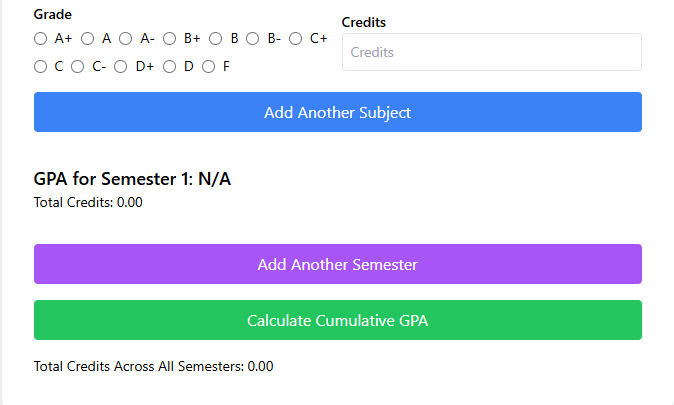 Grade
Credits
A+ A A- B+ B B- C+
Credits
C C- D+ D F
Add Another Subject
GPA for Semester 1: N/A
Total Credits: 0.00
Add Another Semester
Calculate Cumulative GPA
Total Credits Across All Semesters: 0.00